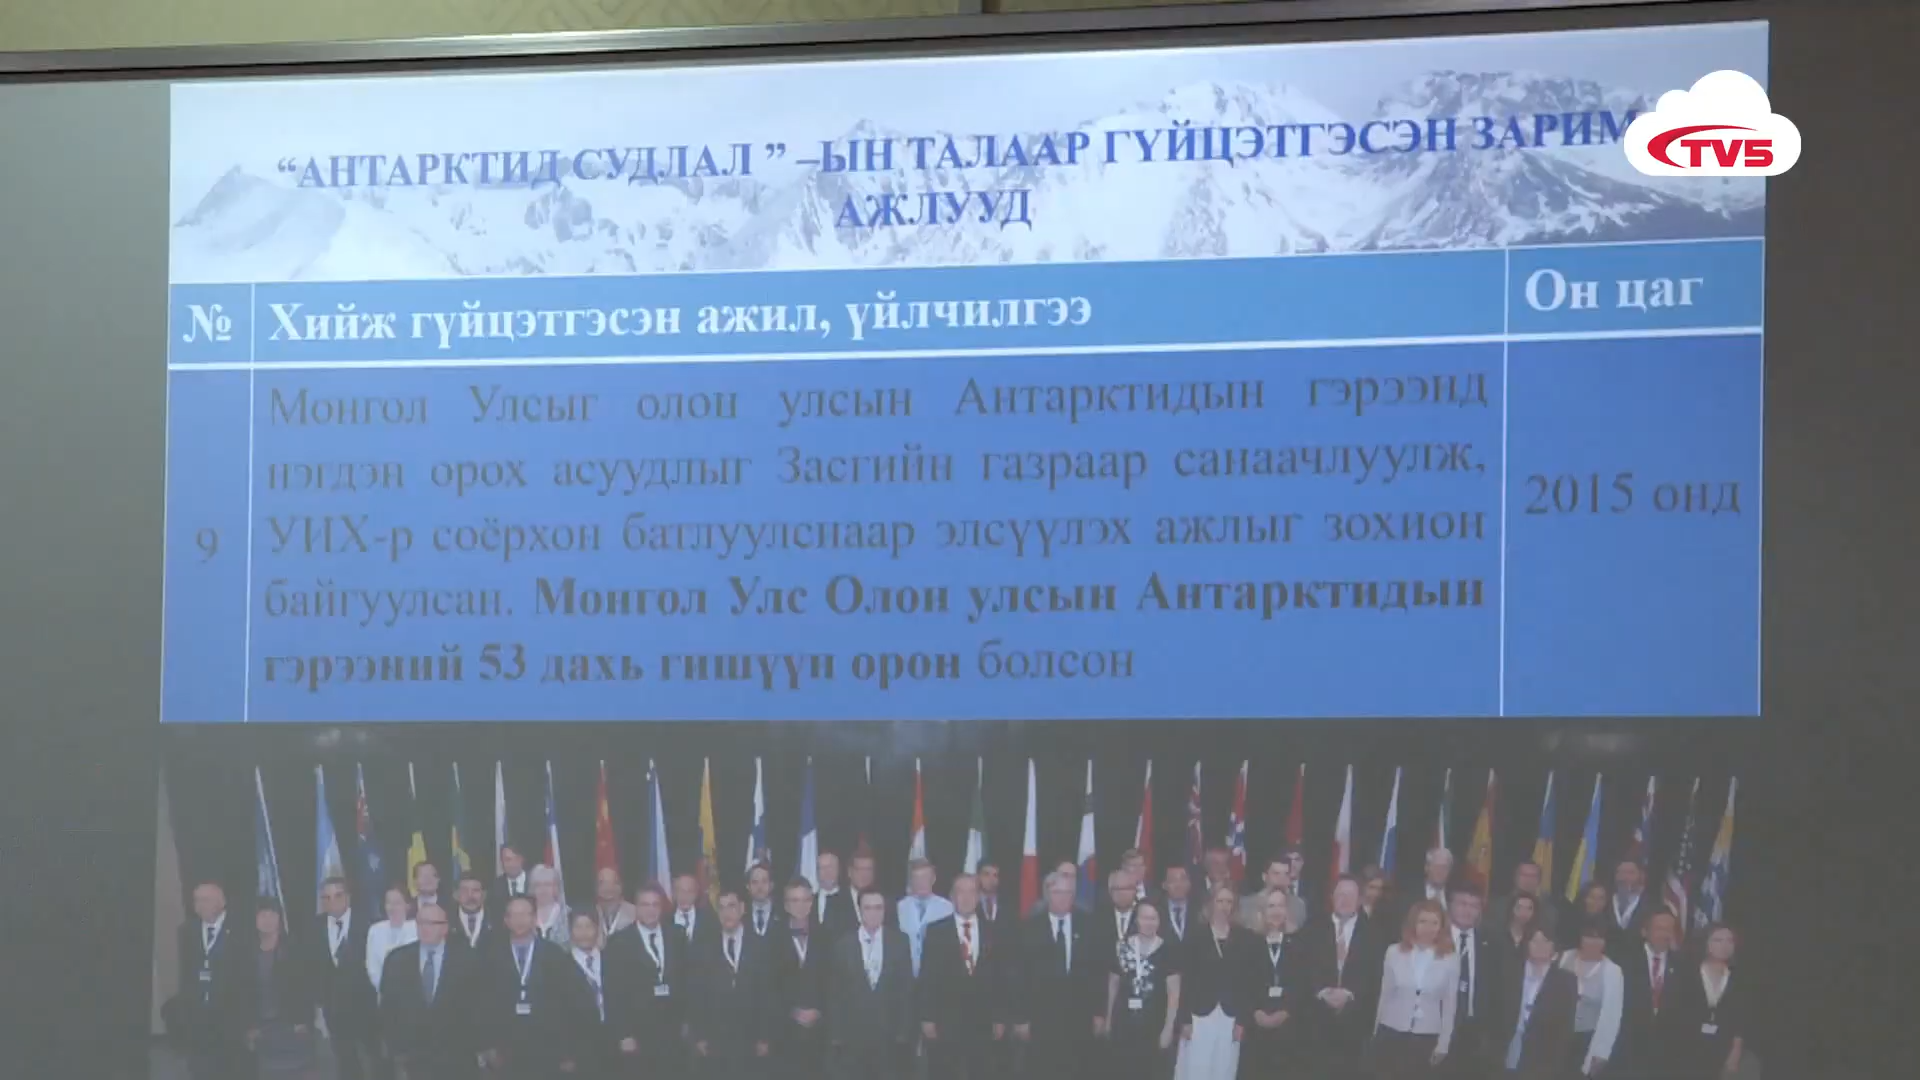 “АНТАРКТИД СУДЛАЛ ” –ЫН ТАЛААР ГҮЙЦЭТГЭСЭН ЗАРИМ
АЖЛУУД
TV5
№ Хийж гүйцэтгэсэн ажил, үйлчилгээ Он цаг
Монгол Улсыг олон улсын Антарктидын гэрээнд
нэгдэн орох асуудлыг Засгийн газраар санаачлуулж,
9 УИХ-р соёрхон батлуулснаар элсүүлэх ажлыг зохион 2015 онд
байгуулсан. Монгол Улс Олон улсын Антарктидын
гэрээний 53 дахь гишүүн орон болсон